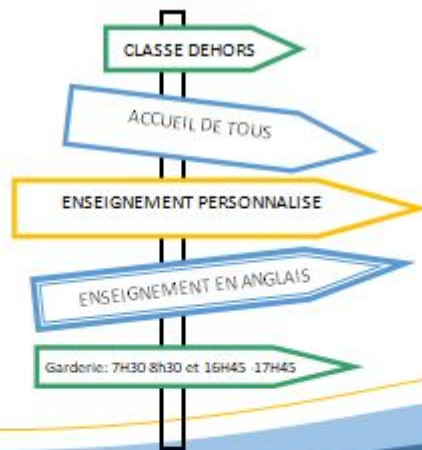 CLASSE DEHORS
ACCUEIL DE TOUS
ENSEIGNEMENT PERSONNALISE
ENSEIGNEMENT EN ANGLAIS
Garderie: 7H30 8h30 et 16H45 -17H45